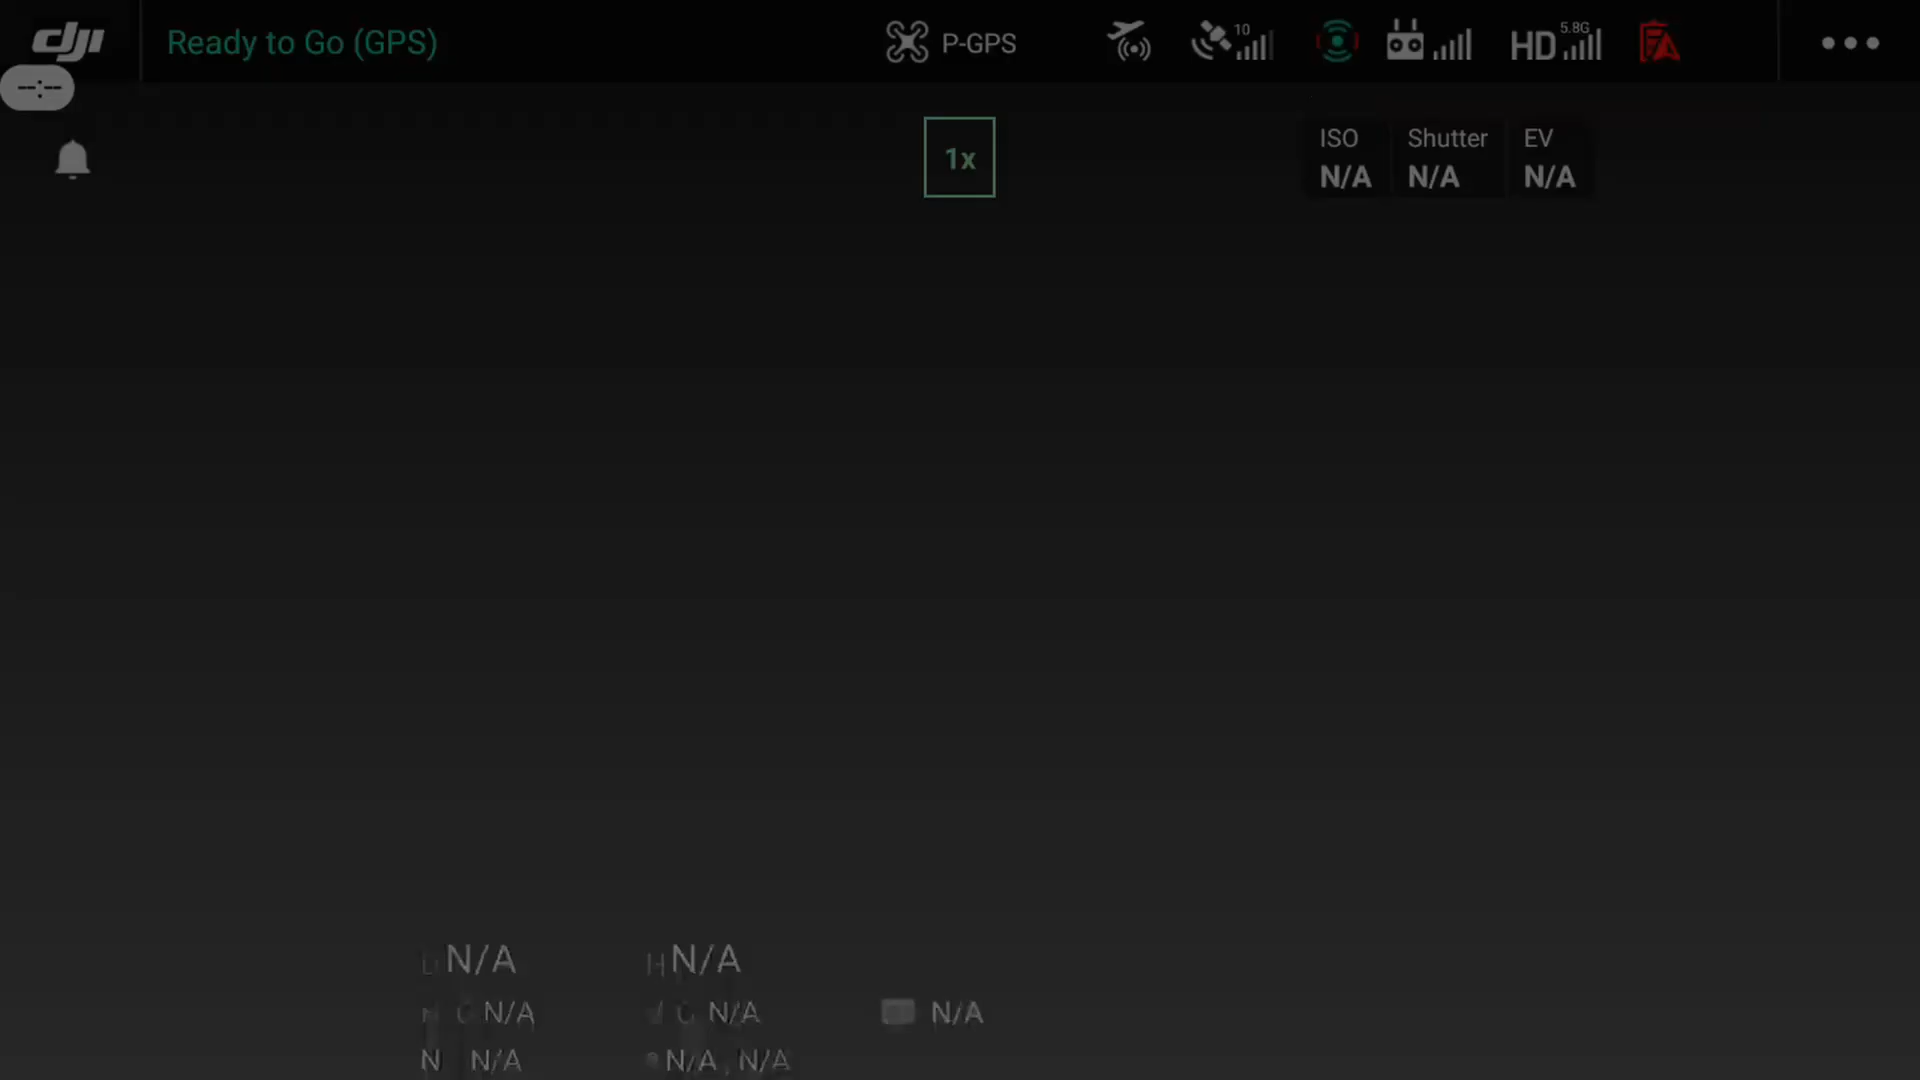 dji
Ready to Go (GPS)
P-GPS
10
HD
5.8G
1x
ISO
Shutter
EV
N/A
N/A
N/A
N/A
H N/A
N/A
N/A
N/A
N N/A
N/A, N/A